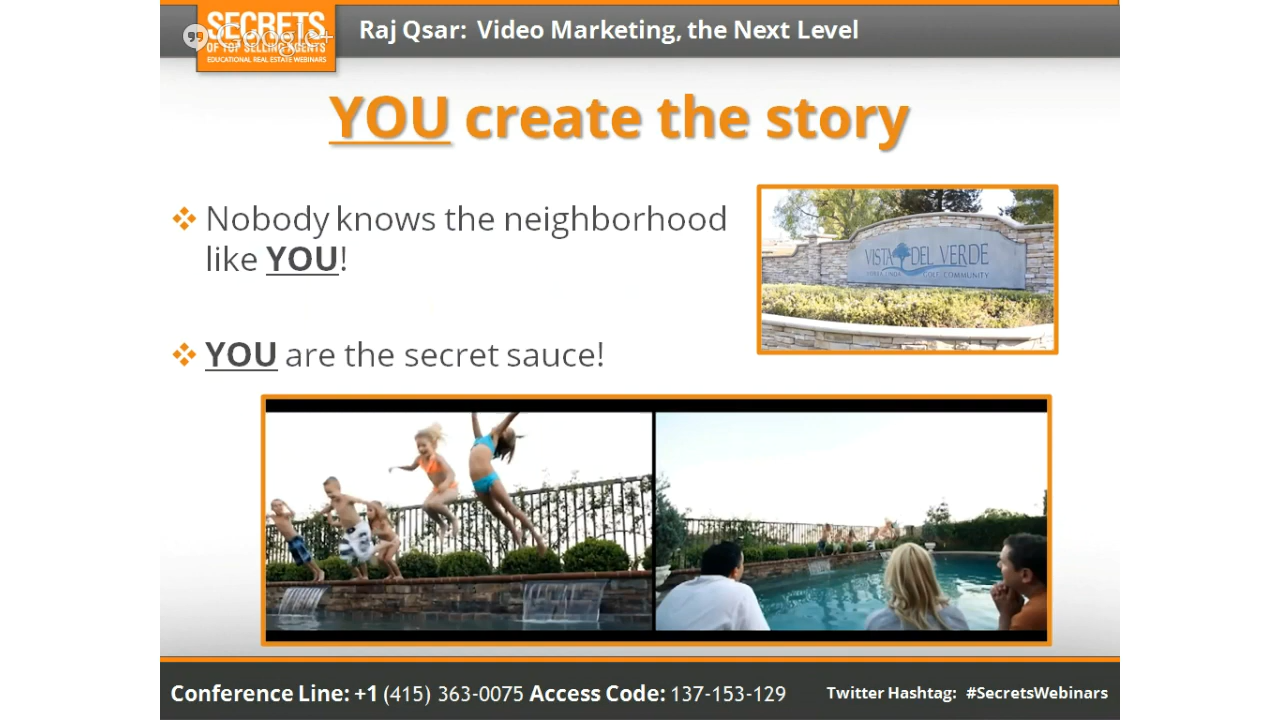 SECRETS
OF TOP SELLING AGENTS
EDUCATIONAL REAL ESTATE WEBINARS
Google+
Raj Qsar: Video Marketing, the Next Level
YOU create the story
❖ Nobody knows the neighborhood
like YOU!
VISTA DEL VERDE
GOLF COMMUNITY
❖ YOU are the secret sauce!
Conference Line: +1 (415) 363-0075 Access Code: 137-153-129
Twitter Hashtag: #SecretsWebinars